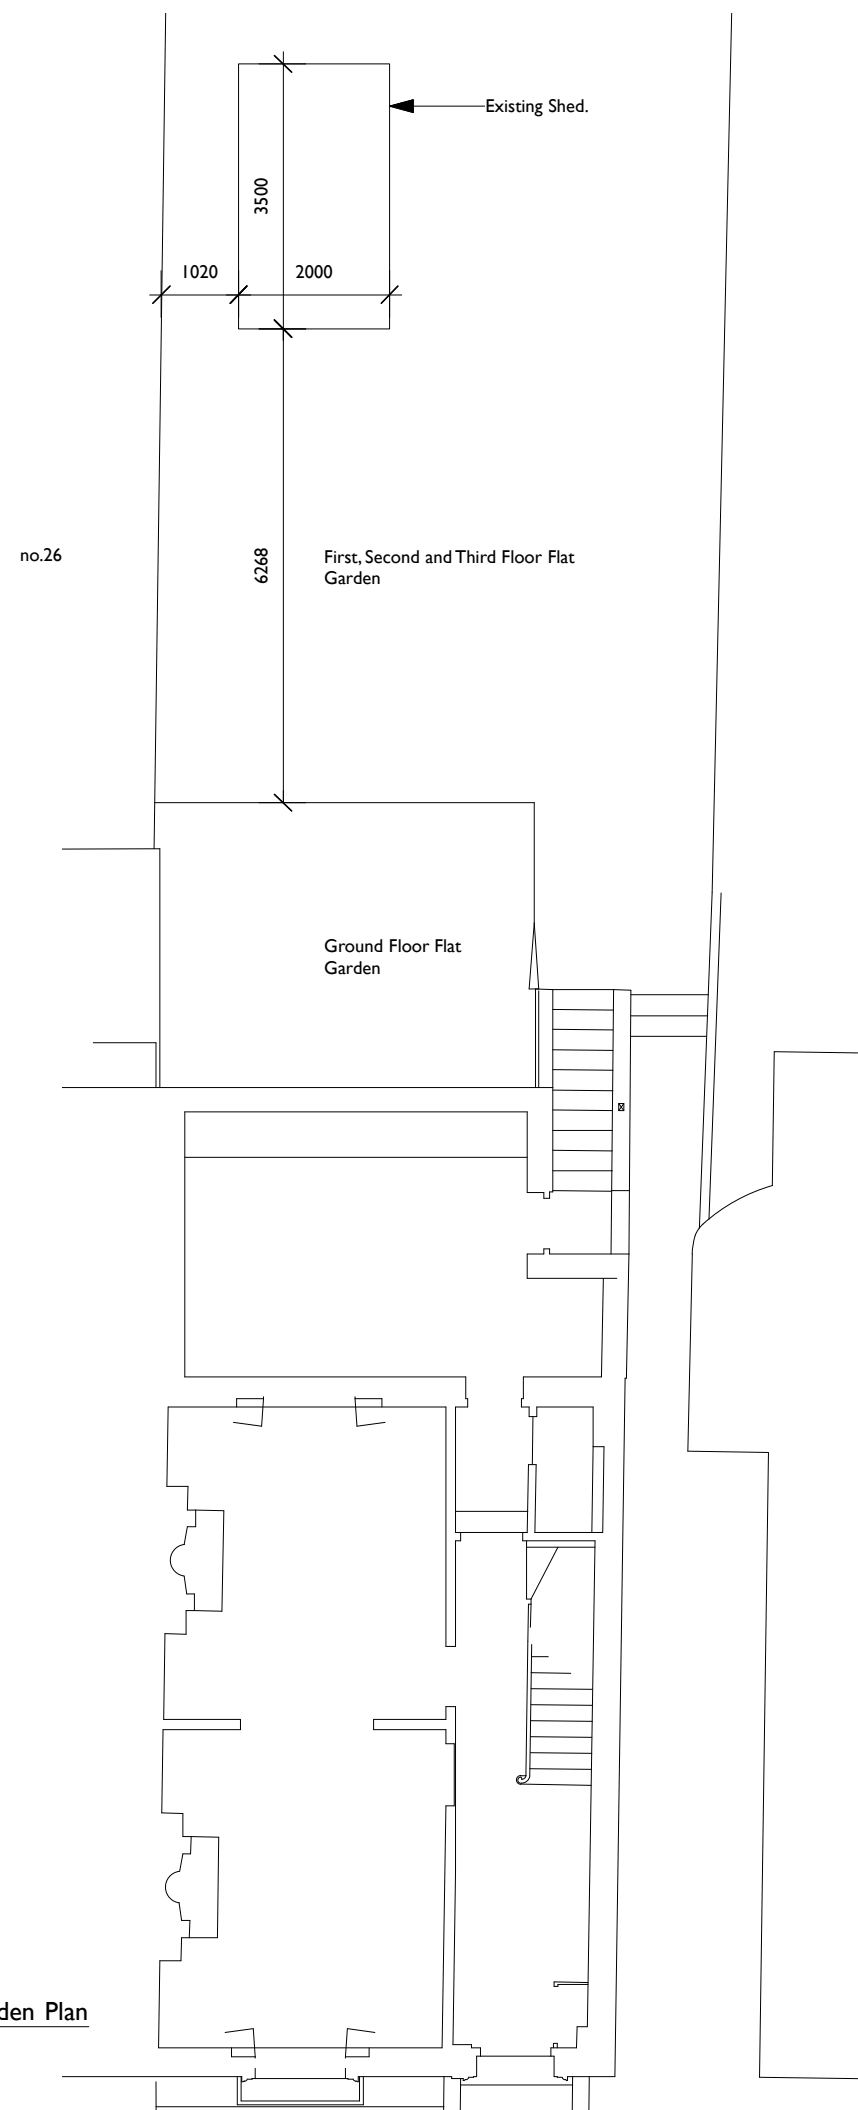 Existing Shed.
3500
1020
2000
no.26
6268
First, Second and Third Floor Flat
Garden
Ground Floor Flat
Garden
den Plan